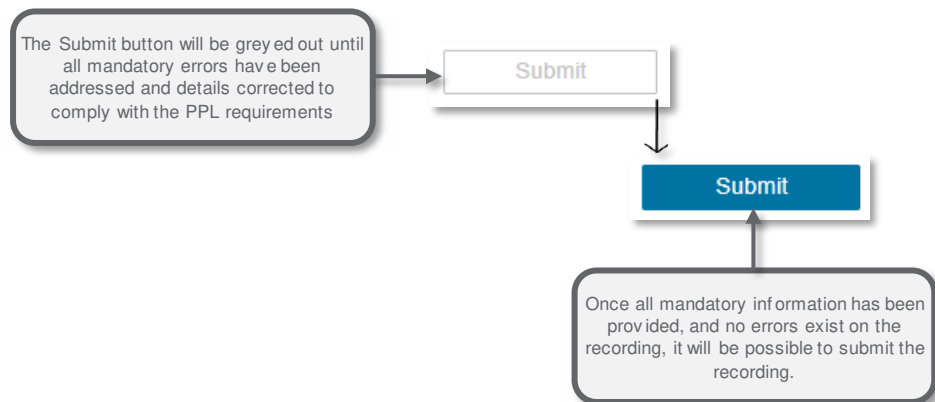 The Submit button will be greyed out until
all mandatory errors have been
addressed and details corrected to
comply with the PPL requirements
Submit
Submit
Once all mandatory information has been
provided, and no errors exist on the
recording, it will be possible to submit the
recording.